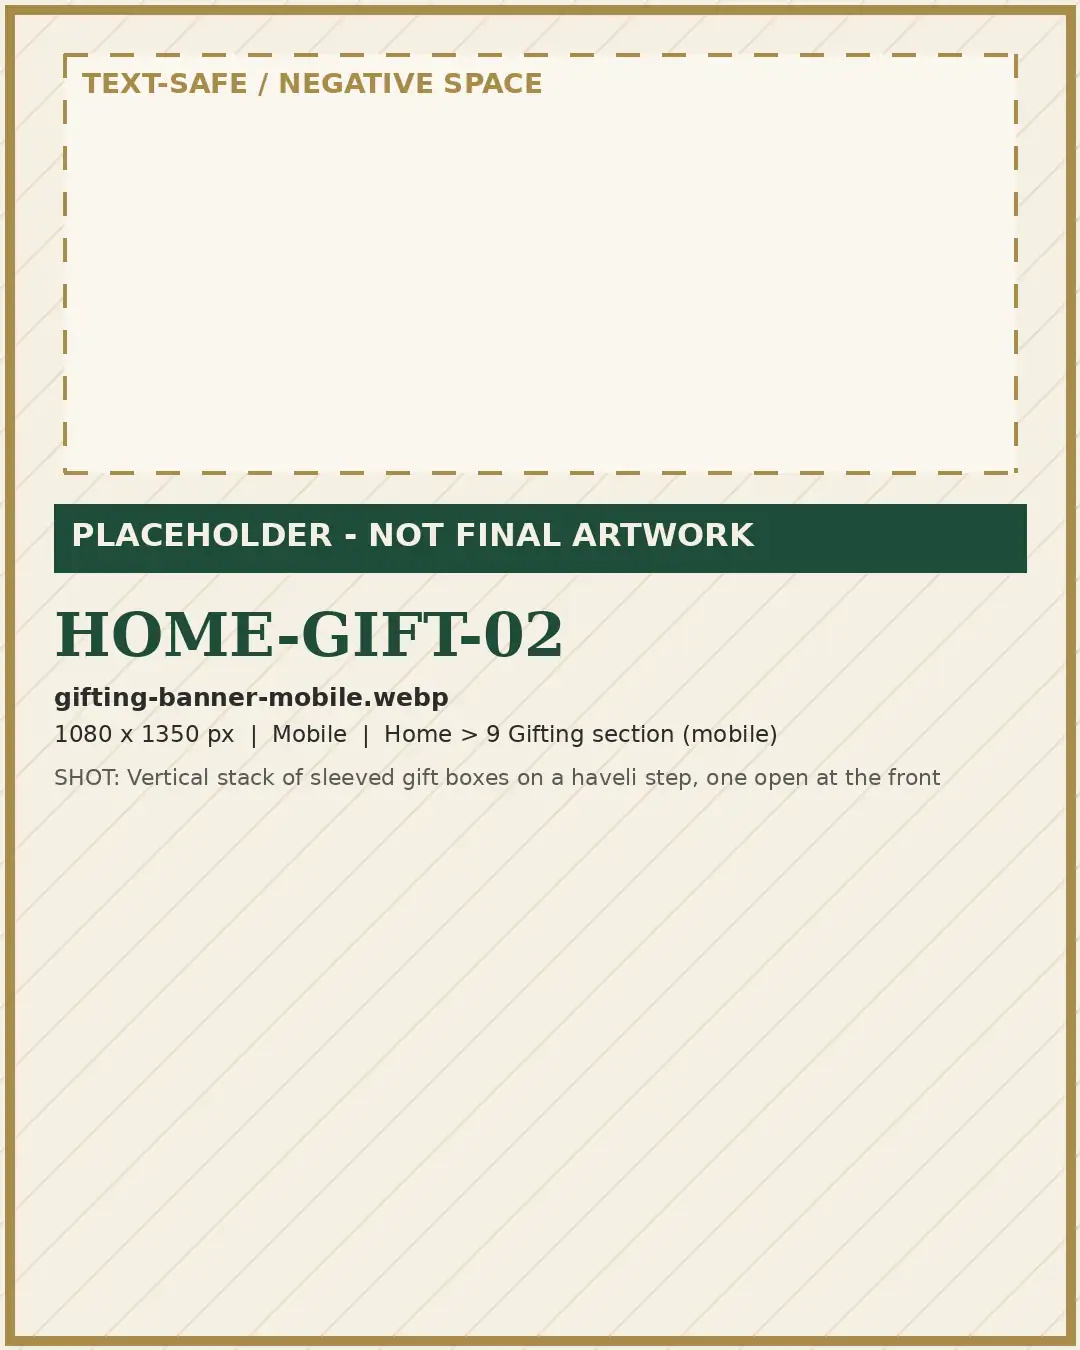 TEXT-SAFE / NEGATIVE SPACE
PLACEHOLDER - NOT FINAL ARTWORK
HOME-GIFT-02
gifting-banner-mobile.webp
1080 x 1350 px  |  Mobile  |  Home > 9 Gifting section (mobile)
SHOT: Vertical stack of sleeved gift boxes on a haveli step, one open at the front